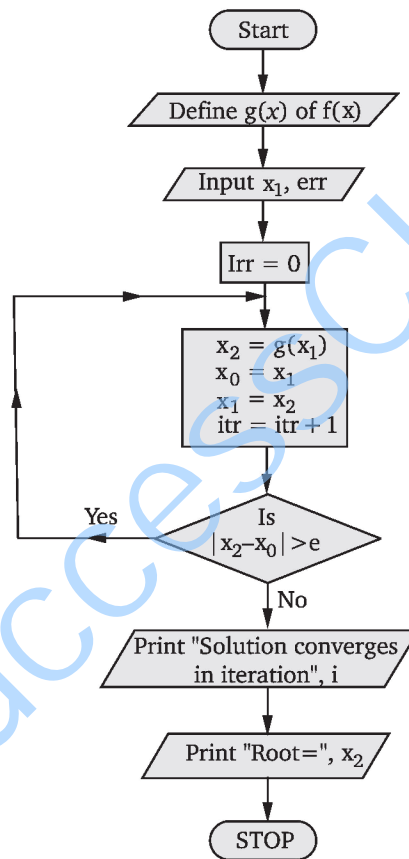 Start
Define g(x) of f(x)
Input x₁, err
Irr = 0
x₂ = g(x₁)
x₀ = x₁
x₁ = x₂
itr = itr + 1
Yes
Is
|x₂–x₀| >e
No
Print "Solution converges
in iteration", i
Print "Root=", x₂
STOP